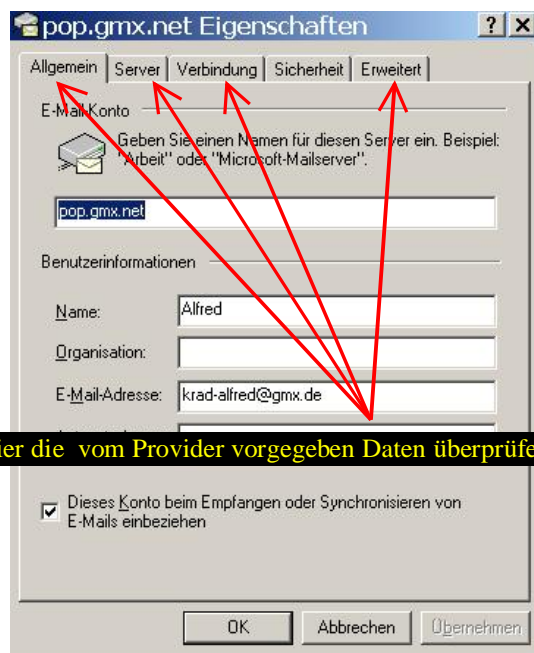 pop.gmx.net Eigenschaften
Allgemein Server Verbindung Sicherheit Erweitert
E-Mail-Konto
Geben Sie einen Namen für diesen Server ein. Beispiel:
"Arbeit" oder "Microsoft-Mailserver".
pop.gmx.net
Benutzerinformationen
Name: Alfred
Organisation:
E-Mail-Adresse: krad-alfred@gmx.de
ier die vom Provider vorgegeben Daten überprüfe
Dieses Konto beim Empfangen oder Synchronisieren von
E-Mails einbeziehen
OK Abbrechen Übernehmen